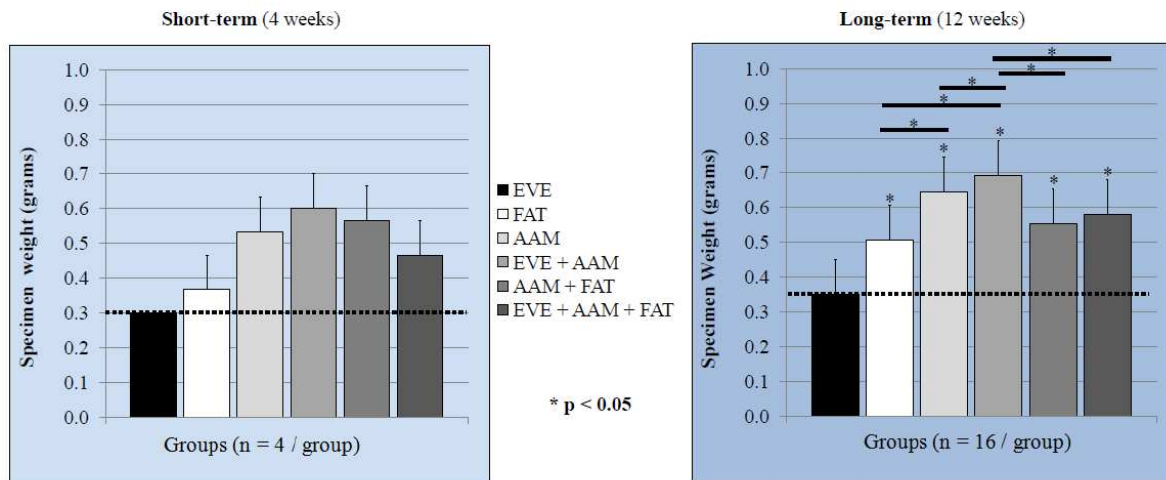 Short-term (4 weeks)
Specimen weight (grams)
1.0
0.9
0.8
0.7
0.6
0.5
0.4
0.3
0.2
0.1
0.0
Groups (n = 4 / group)
EVE
FAT
AAM
EVE + AAM
AAM + FAT
EVE + AAM + FAT
* p < 0.05
Long-term (12 weeks)
Specimen Weight (grams)
1.0
0.9
0.8
0.7
0.6
0.5
0.4
0.3
0.2
0.1
0.0
*
*
*
*
*
*
*
*
*
*
Groups (n = 16 / group)